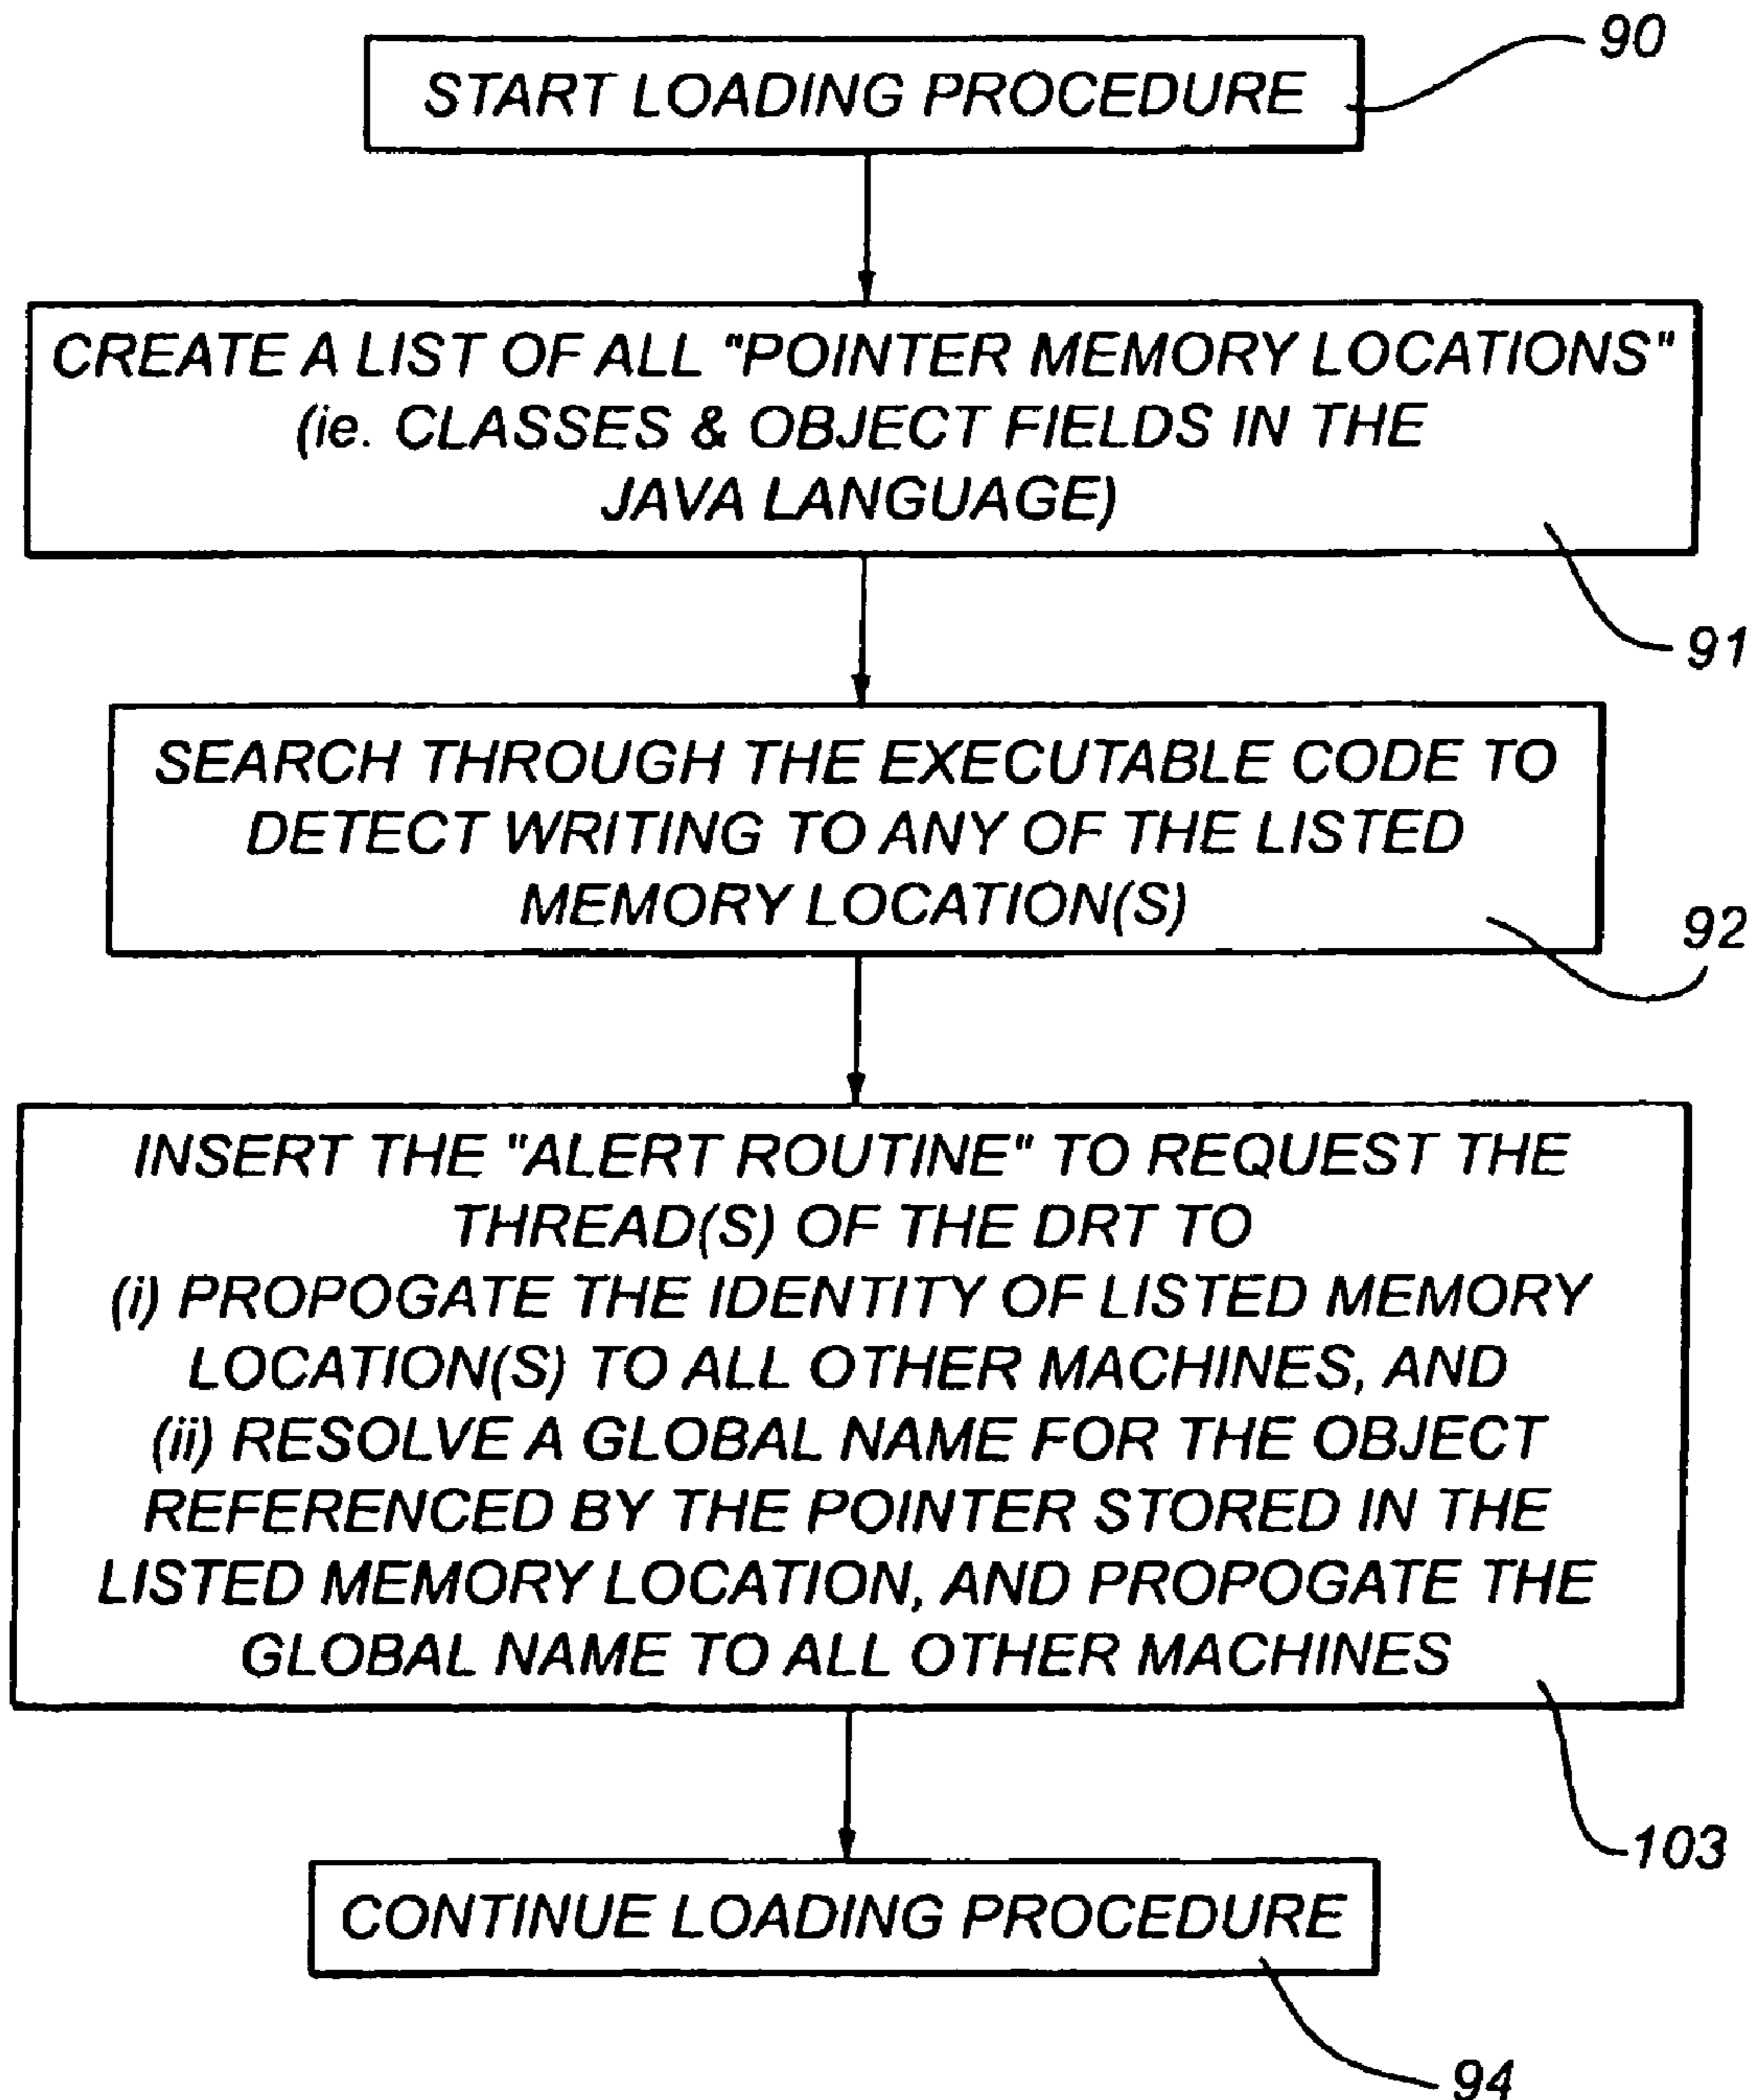 90
START LOADING PROCEDURE
CREATE A LIST OF ALL "POINTER MEMORY LOCATIONS"
(ie. CLASSES & OBJECT FIELDS IN THE
JAVA LANGUAGE)
91
SEARCH THROUGH THE EXECUTABLE CODE TO
DETECT WRITING TO ANY OF THE LISTED
MEMORY LOCATION(S)
92
INSERT THE "ALERT ROUTINE" TO REQUEST THE
THREAD(S) OF THE DRT TO
(i) PROPOGATE THE IDENTITY OF LISTED MEMORY
LOCATION(S) TO ALL OTHER MACHINES, AND
(ii) RESOLVE A GLOBAL NAME FOR THE OBJECT
REFERENCED BY THE POINTER STORED IN THE
LISTED MEMORY LOCATION, AND PROPOGATE THE
GLOBAL NAME TO ALL OTHER MACHINES
103
CONTINUE LOADING PROCEDURE
94